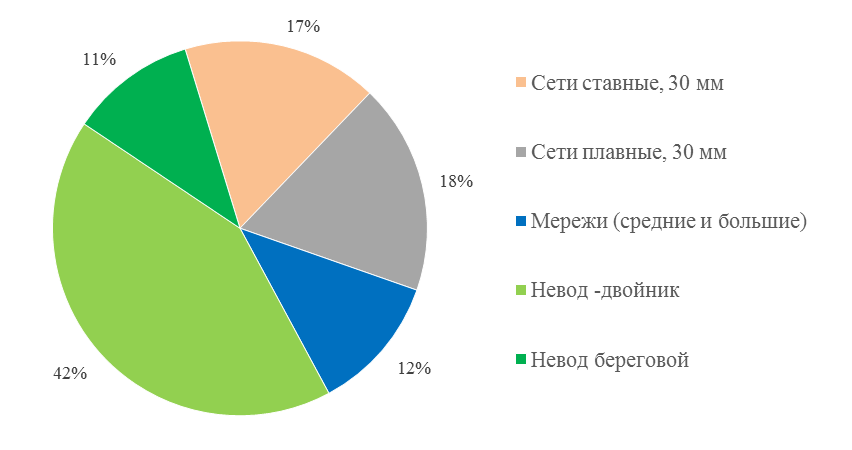 17%
11%
18%
12%
42%
Сети ставные, 30 мм
Сети плавные, 30 мм
Мережи (средние и большие)
Невод -двойник
Невод береговой